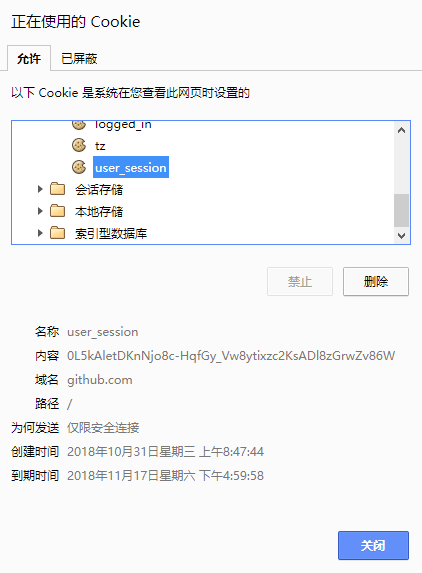 正在使用的 Cookie
允许 已屏蔽
以下 Cookie 是系统在您查看此网页时设置的
logged_in
tz
user_session
会话存储
本地存储
索引型数据库
禁止 删除
名称 user_session
内容 0L5kAletDKnNjo8c-HqfGy_Vw8ytixzc2KsADl8zGrwZv86W
域名 github.com
路径 /
为何发送 仅限安全连接
创建时间 2018年10月31日星期三 上午8:47:44
到期时间 2018年11月17日星期六 下午4:59:58
关闭